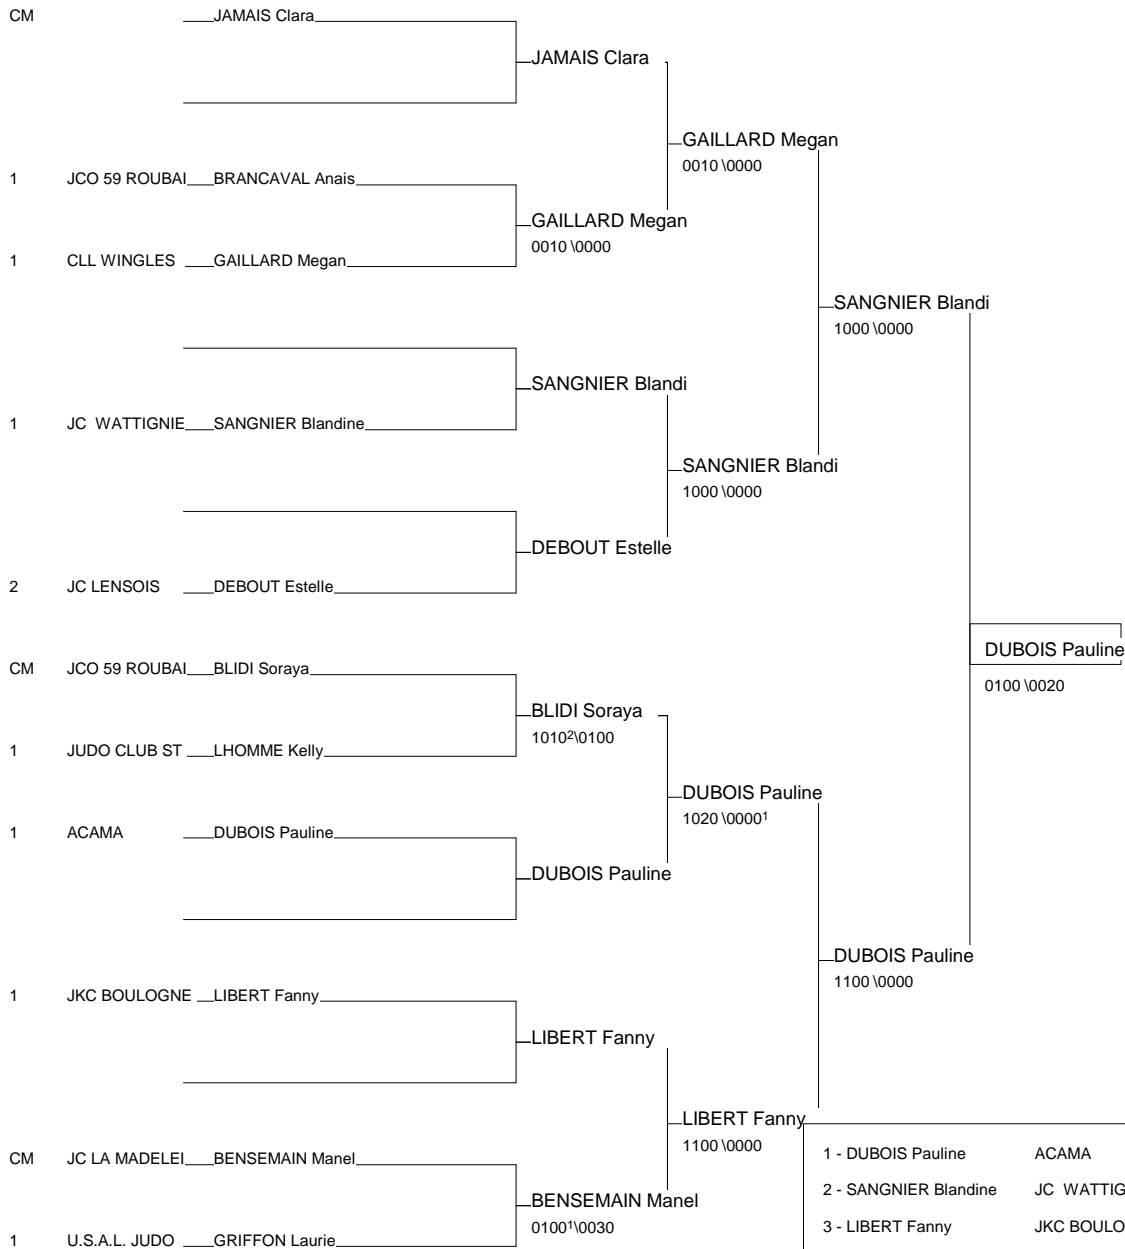 CM JAMAIS Clara
JAMAIS Clara
GAILLARD Megan
0010 \0000
1 JCO 59 ROUBAI BRANCAVAL Anais
GAILLARD Megan
0010 \0000
1 CLL WINGLES GAILLARD Megan
SANGNIER Blandi
1000 \0000
SANGNIER Blandi
1 JC WATTIGNIE SANGNIER Blandine
SANGNIER Blandi
1000 \0000
DEBOUT Estelle
2 JC LENSOIS DEBOUT Estelle
DUBOIS Pauline
0100 \0020
CM JCO 59 ROUBAI BLIDI Soraya
BLIDI Soraya
1010² \0100
1 JUDO CLUB ST LHOMME Kelly
DUBOIS Pauline
1020 \0000¹
1 ACAMA DUBOIS Pauline
DUBOIS Pauline
DUBOIS Pauline
1100 \0000
1 JKC BOULOGNE LIBERT Fanny
LIBERT Fanny
LIBERT Fanny
1100 \0000
CM JC LA MADELEI BENSEMAIN Manel
BENSEMAIN Manel
0100¹ \0030
1 U.S.A.L. JUDO GRIFFON Laurie
1 - DUBOIS Pauline ACAMA
2 - SANGNIER Blandine JC WATTIG
3 - LIBERT Fanny JKC BOULO